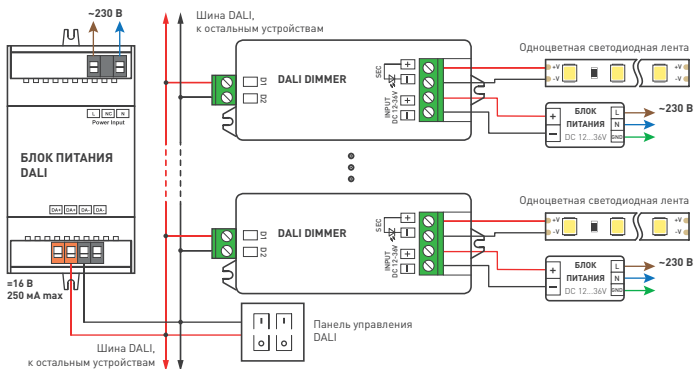 ~230 В
Шина DALI,
к остальным устройствам
L NC N
Power Input
БЛОК ПИТАНИЯ
DALI
DA+ DA+ DA- DA-
=16 В
250 мА max
D1
D2
DALI DIMMER
SEC
INPUT
DC 12-36V
+
−
+
−
Одноцветная светодиодная лента
+V
-V
+V
-V
+
−
БЛОК
ПИТАНИЯ
DC 12...36V
L
N
GND
~230 В
D1
D2
DALI DIMMER
SEC
INPUT
DC 12-36V
+
−
+
−
Одноцветная светодиодная лента
+V
-V
+V
-V
+
−
БЛОК
ПИТАНИЯ
DC 12...36V
L
N
GND
~230 В
Панель управления
DALI
Шина DALI,
к остальным устройствам